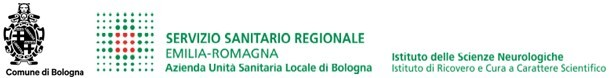 Comune di Bologna
SERVIZIO SANITARIO REGIONALE
EMILIA-ROMAGNA
Azienda Unità Sanitaria Locale di Bologna
Istituto delle Scienze Neurologiche
Istituto di Ricovero e Cura a Carattere Scientifico